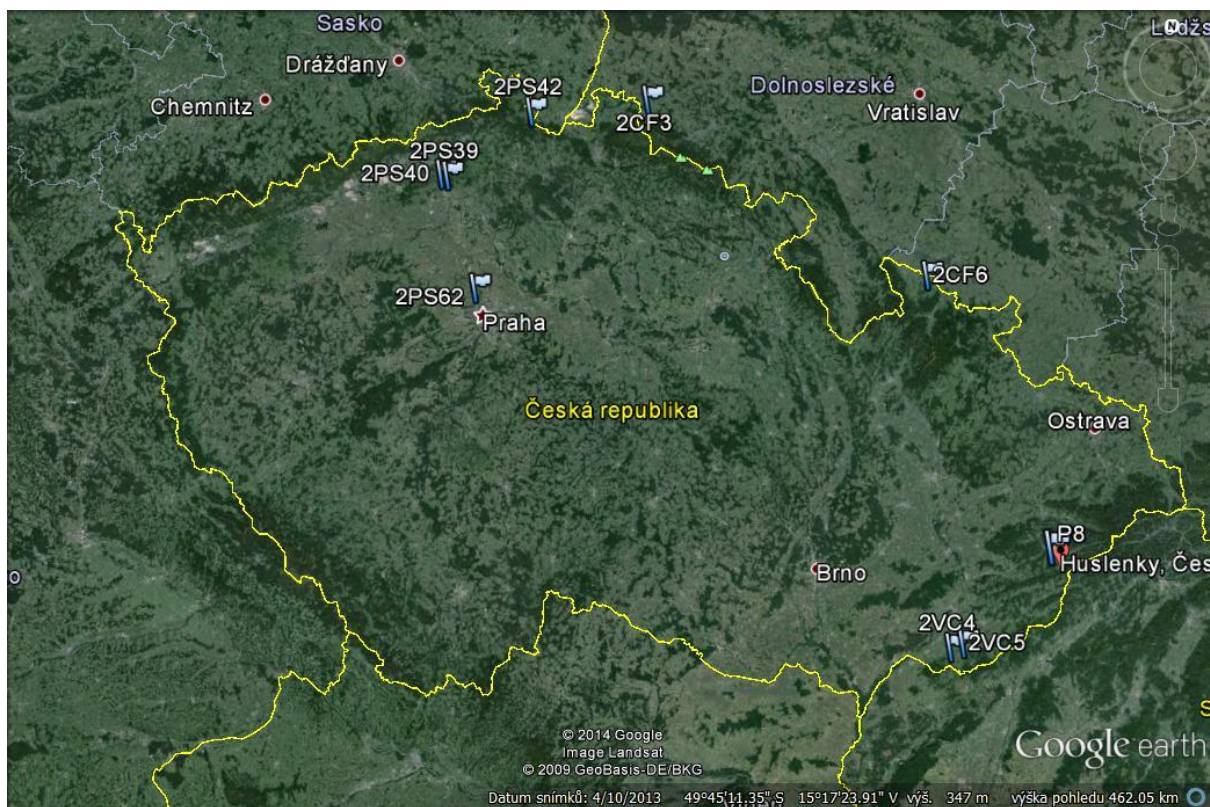 Sasko
Drážďany
Chemnitz
2PS42
2CF3
Dolnoslezské
Vratislav
Lodžs
N
2PS39
2PS40
2PS62
Praha
2CF6
Česká republika
Ostrava
P8
Huslenky, Čes
Brno
2VC4
2VC5
o
S
© 2014 Google
Image Landsat
© 2009 GeoBasis-DE/BKG
Google earth
Datum snímků: 4/10/2013 49°45'11.35" S 15°17'23.91" V výš. 347 m výška pohledu 462.05 km